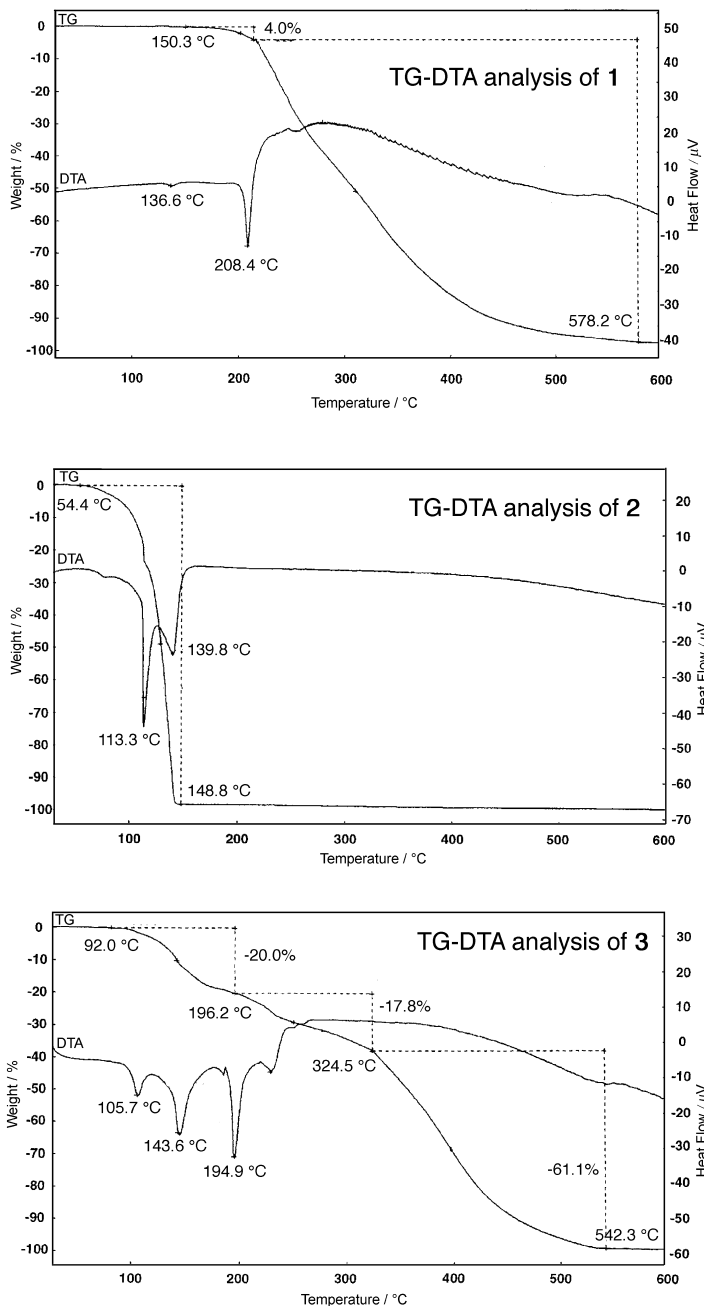 TG
4.0%
150.3 °C
TG-DTA analysis of 1
DTA
136.6 °C
208.4 °C
578.2 °C
0
-10
-20
-30
-40
-50
-60
-70
-80
-90
-100
Weight / %
50
40
30
20
10
0
-10
-20
-30
-40
Heat Flow / μV
100 200 300 400 500 600
Temperature / °C
TG
54.4 °C
TG-DTA analysis of 2
DTA
139.8 °C
113.3 °C
148.8 °C
0
-10
-20
-30
-40
-50
-60
-70
-80
-90
-100
Weight / %
20
10
0
-10
-20
-30
-40
-50
-60
-70
Heat Flow / μV
100 200 300 400 500 600
Temperature / °C
TG
92.0 °C
-20.0%
TG-DTA analysis of 3
196.2 °C
-17.8%
DTA
324.5 °C
105.7 °C
143.6 °C
194.9 °C
-61.1%
542.3 °C
0
-10
-20
-30
-40
-50
-60
-70
-80
-90
-100
Weight / %
30
20
10
0
-10
-20
-30
-40
-50
-60
Heat Flow / μV
100 200 300 400 500 600
Temperature / °C